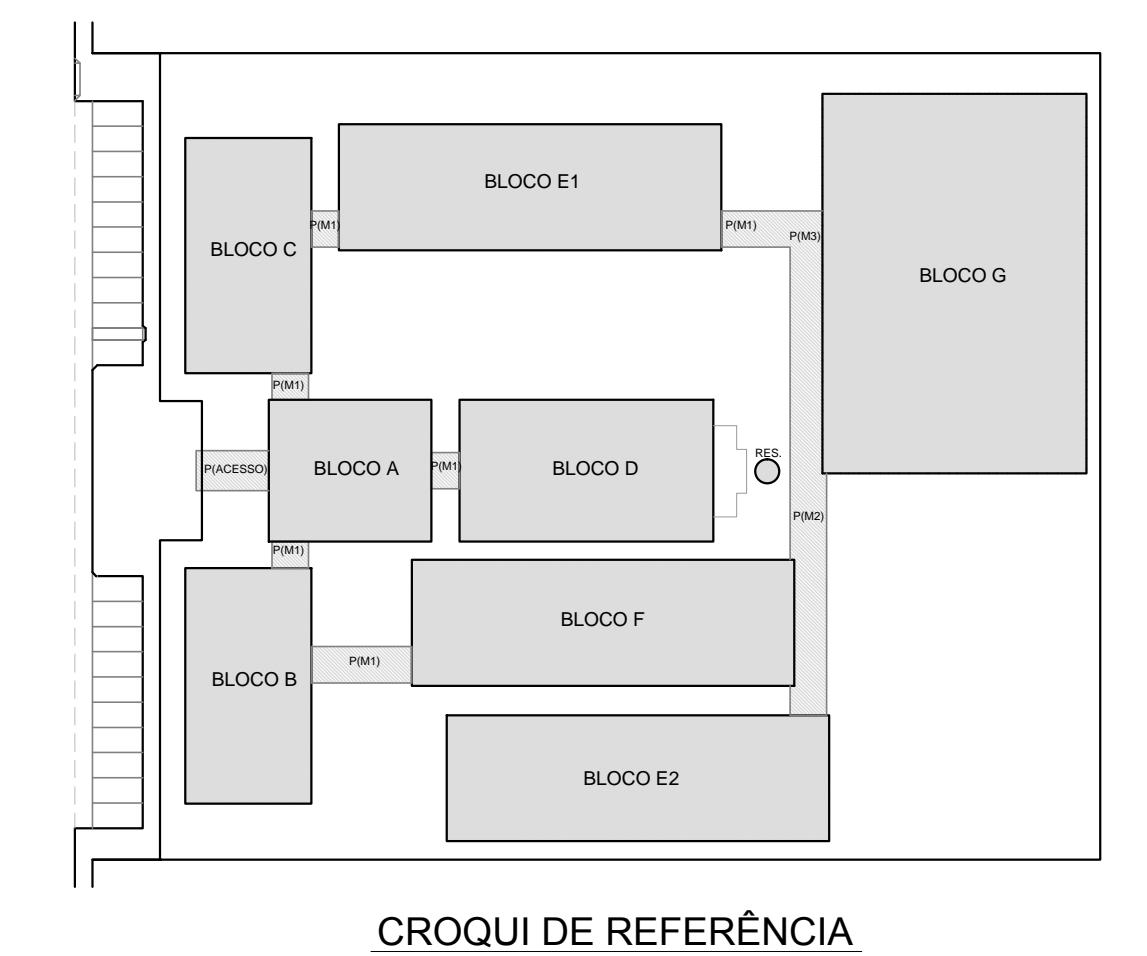 BLOCO E1
P(M1)
P(M1)
P(M3)
BLOCO C
BLOCO G
P(M1)
RES.
P(ACESSO)
BLOCO A
P(M1)
BLOCO D
P(M2)
P(M1)
BLOCO F
P(M1)
BLOCO B
BLOCO E2
CROQUI DE REFERÊNCIA